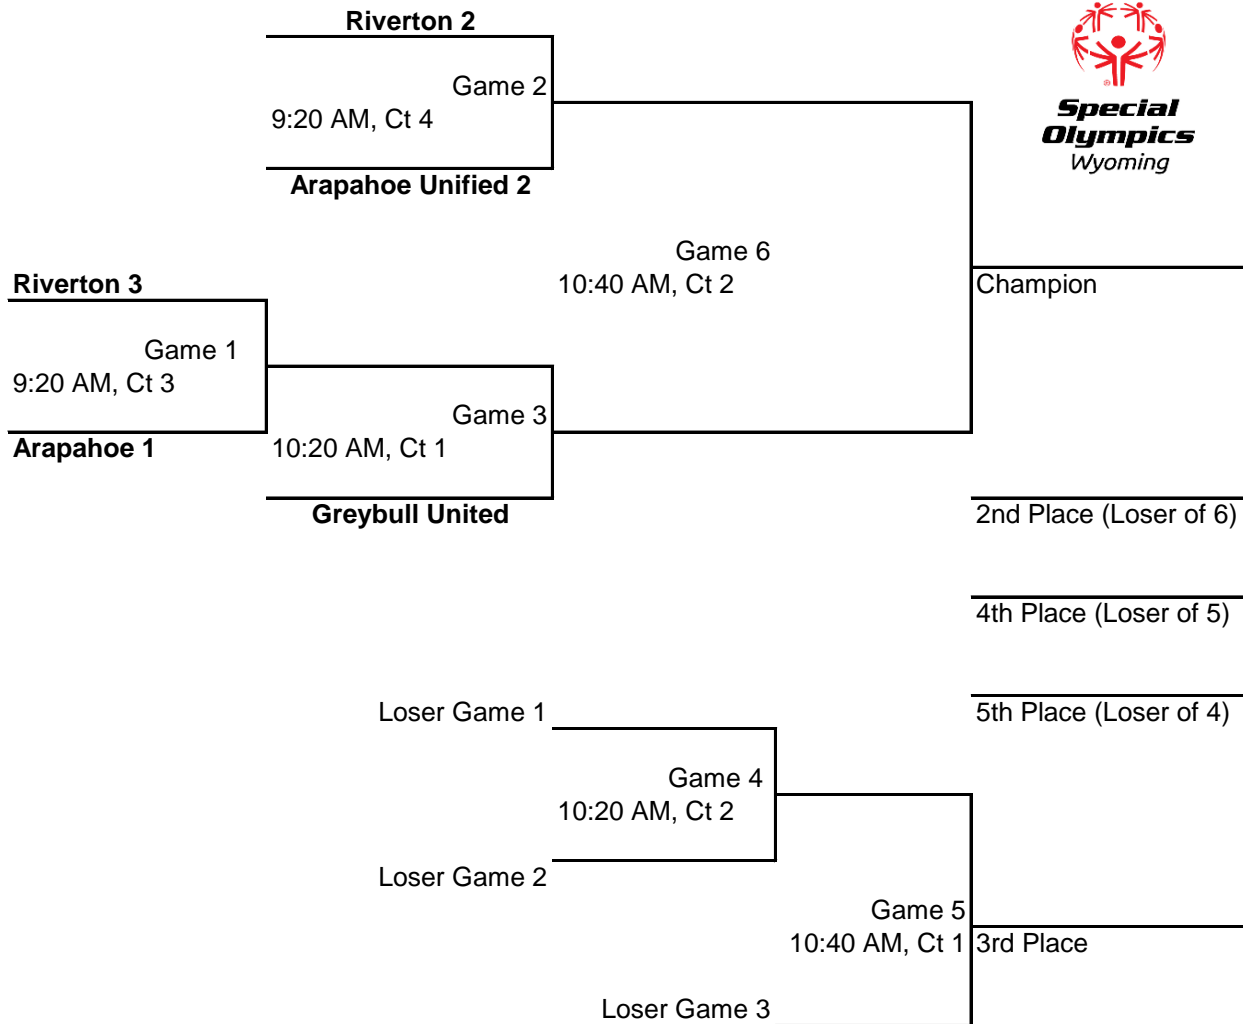 Riverton 2
Game 2
9:20 AM, Ct 4
Arapahoe Unified 2
®
Special
Olympics
Wyoming
Game 6
10:40 AM, Ct 2
Champion
Riverton 3
Game 1
9:20 AM, Ct 3
Arapahoe 1
Game 3
10:20 AM, Ct 1
Greybull United
2nd Place (Loser of 6)
4th Place (Loser of 5)
5th Place (Loser of 4)
Loser Game 1
Game 4
10:20 AM, Ct 2
Loser Game 2
Game 5
10:40 AM, Ct 1
3rd Place
Loser Game 3